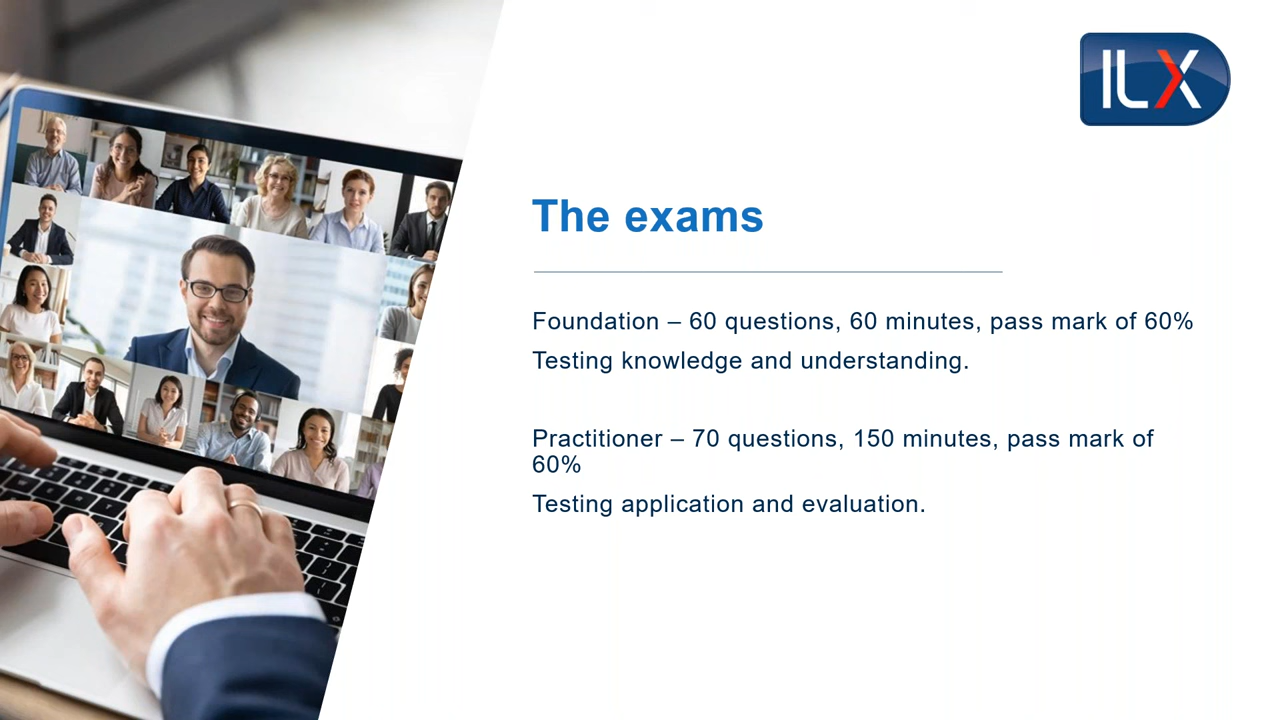 ILX
The exams
Foundation – 60 questions, 60 minutes, pass mark of 60%
Testing knowledge and understanding.
Practitioner – 70 questions, 150 minutes, pass mark of
60%
Testing application and evaluation.